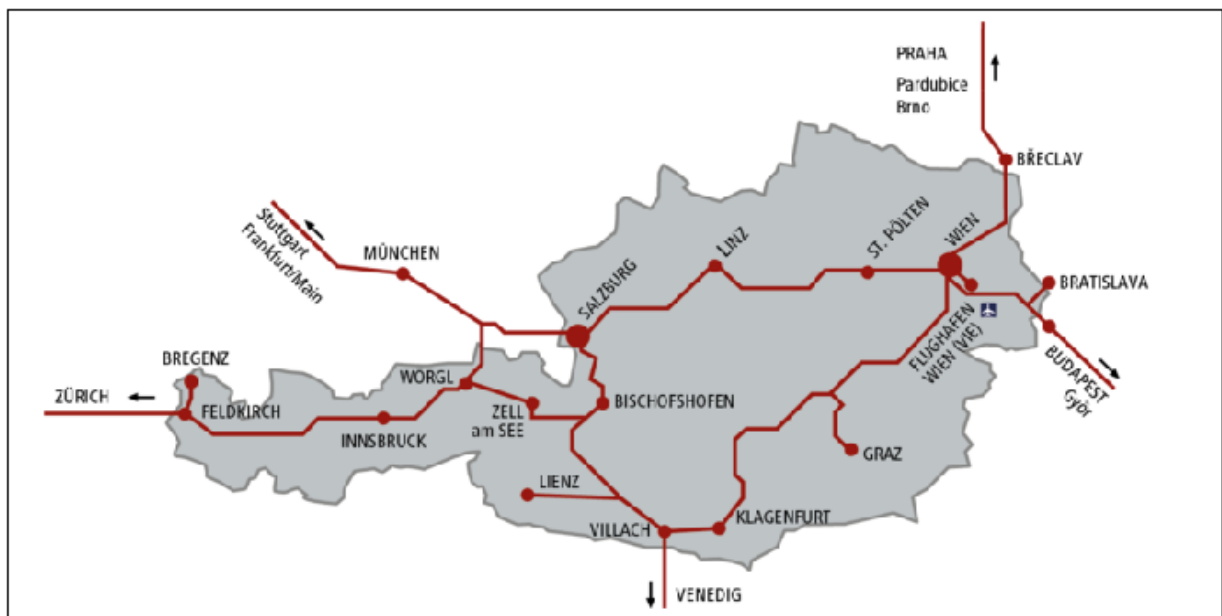 PRAHA
Pardubice
Brno
BŘECLAV
Stuttgart
Frankfurt/Main
MÜNCHEN
SALZBURG
LINZ
ST. PÖLTEN
WIEN
BRATISLAVA
FLUGHAFEN
WIEN (VIE)
BUDAPEST
Györ
BREGENZ
ZÜRICH
FELDKIRCH
WÖRGL
INNSBRUCK
ZELL
am SEE
BISCHOFSHOFEN
GRAZ
LIENZ
VILLACH
KLAGENFURT
VENEDIG